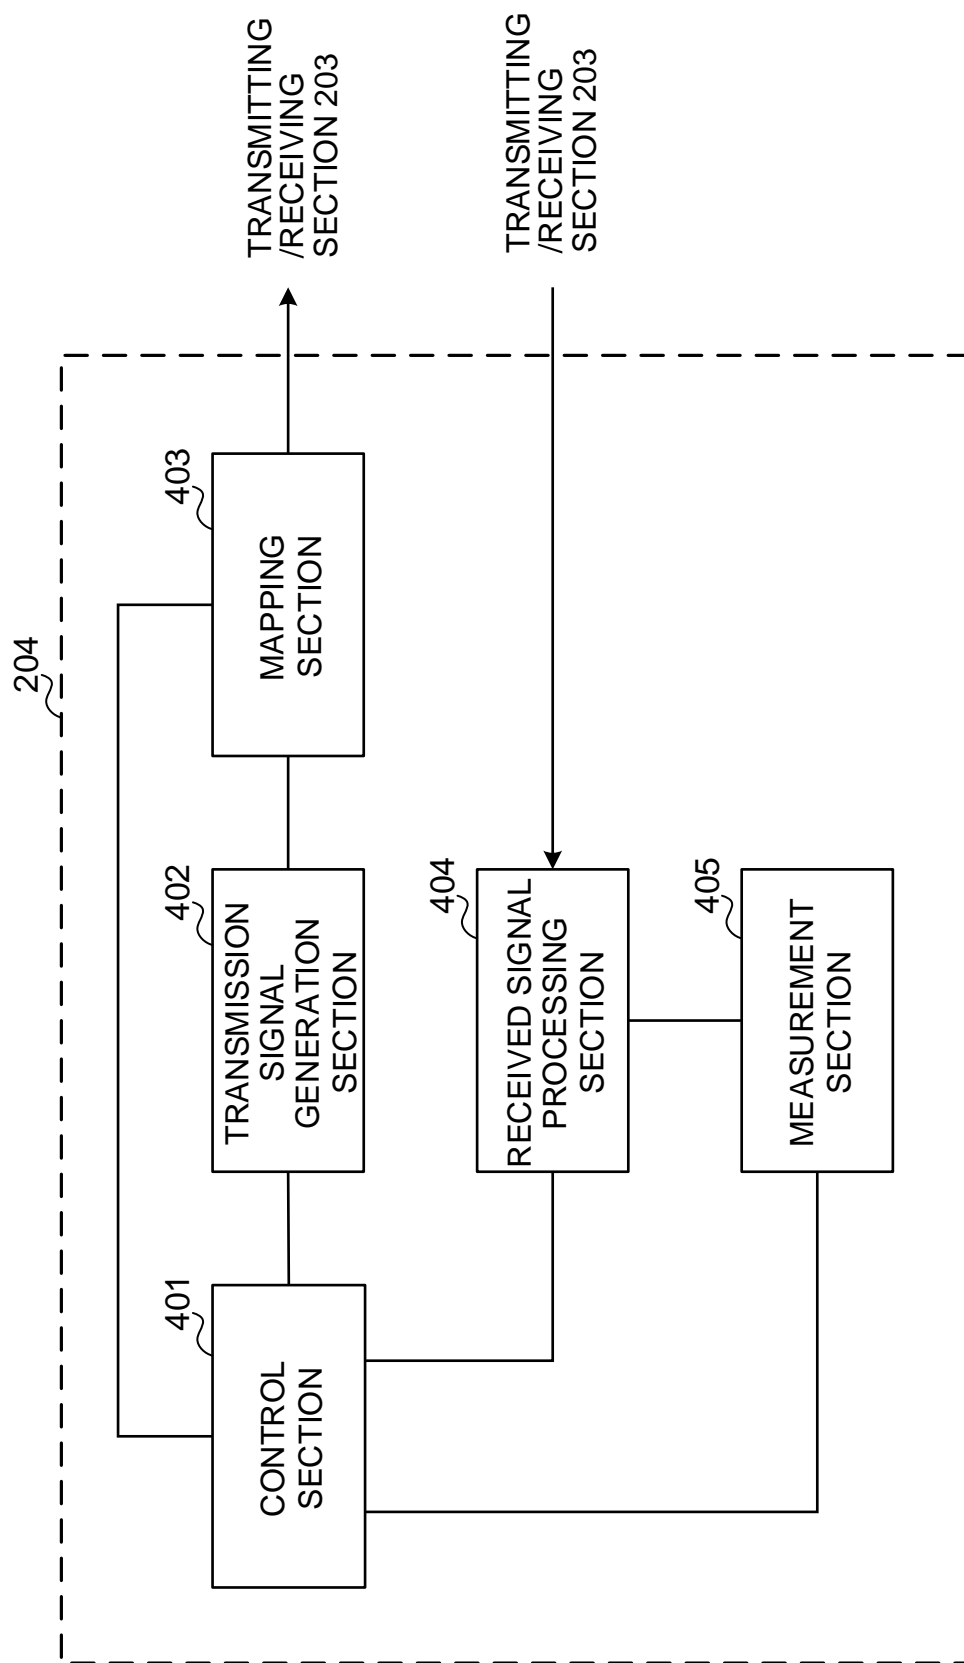 204
401
CONTROL
SECTION
402
TRANSMISSION
SIGNAL
GENERATION
SECTION
403
MAPPING
SECTION
TRANSMITTING
/RECEIVING
SECTION 203
404
RECEIVED SIGNAL
PROCESSING
SECTION
TRANSMITTING
/RECEIVING
SECTION 203
405
MEASUREMENT
SECTION